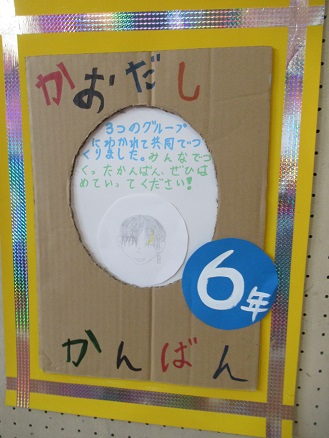 かおだし
3つのグループ
にわかれて共同でつ
くりました。みんなでつ
く。たかんばん、ぜひは
めていってください!
6年
かんばん